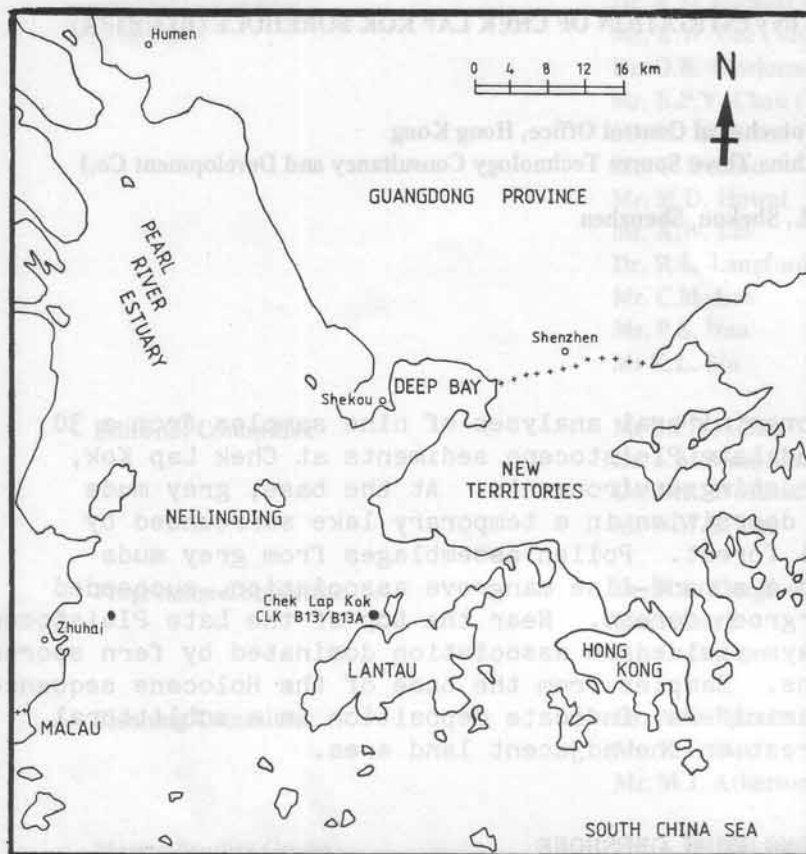 Humen
0 4 8 12 16 km
N
GUANGDONG PROVINCE
PEARL
RIVER
ESTUARY
Shenzhen
DEEP BAY
Shekou
NEW
TERRITORIES
NEILINGDING
Chek Lap Kok
CLK B13/B13A
Zhuhai
HONG
KONG
ANTAU
MACAU
SOUTH CHINA SEA